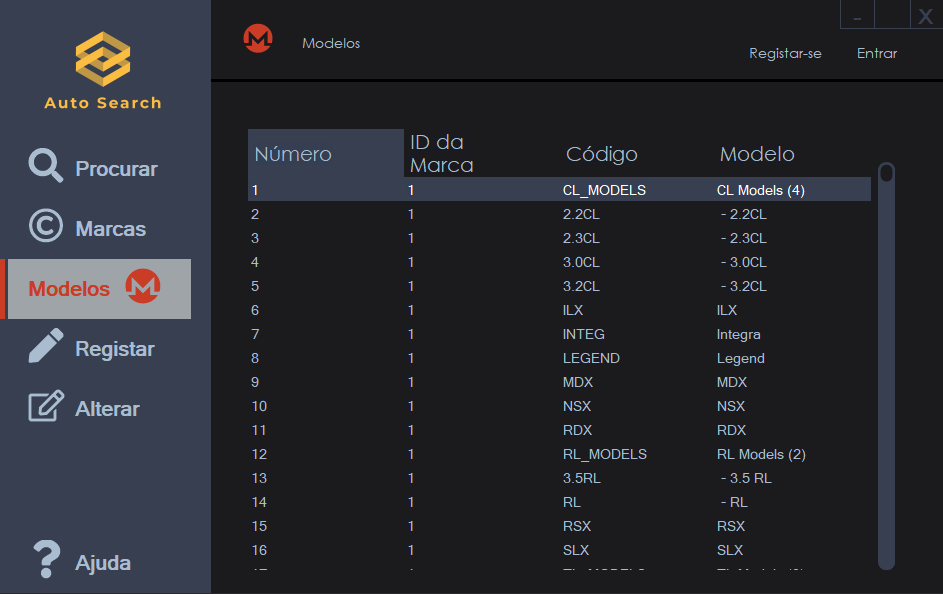 Auto Search
Procurar
Marcas
Modelos
Registar
Alterar
Ajuda
Modelos
- X
Registar-se Entrar
Número ID da Marca Código Modelo
1 1 CL_MODELS CL Models (4)
2 1 2.2CL - 2.2CL
3 1 2.3CL - 2.3CL
4 1 3.0CL - 3.0CL
5 1 3.2CL - 3.2CL
6 1 ILX ILX
7 1 INTEG Integra
8 1 LEGEND Legend
9 1 MDX MDX
10 1 NSX NSX
11 1 RDX RDX
12 1 RL_MODELS RL Models (2)
13 1 3.5RL - 3.5 RL
14 1 RL - RL
15 1 RSX RSX
16 1 SLX SLX